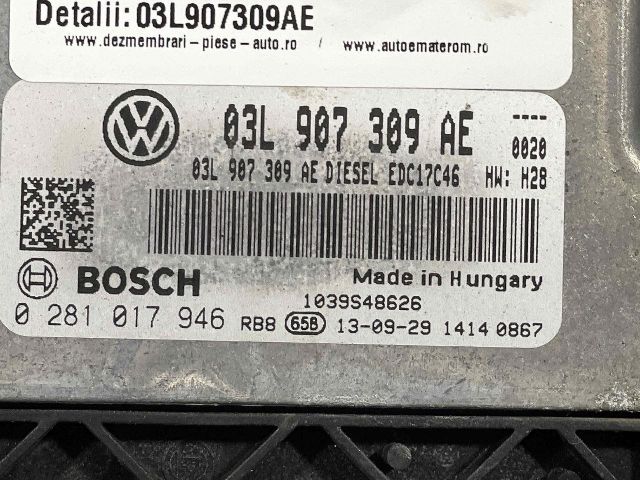 Detalii: 03L907309AE
www.dezmembrari-piese-auto.ro / www.autoematerom.ro
03L 907 309 AE ----
0020
03L 907 309 AE DIESEL EDC17C46 HW: H28
BOSCH Made in Hungary
1039S48626
0 281 017 946 RB8 65B 13-09-29 1414 0867